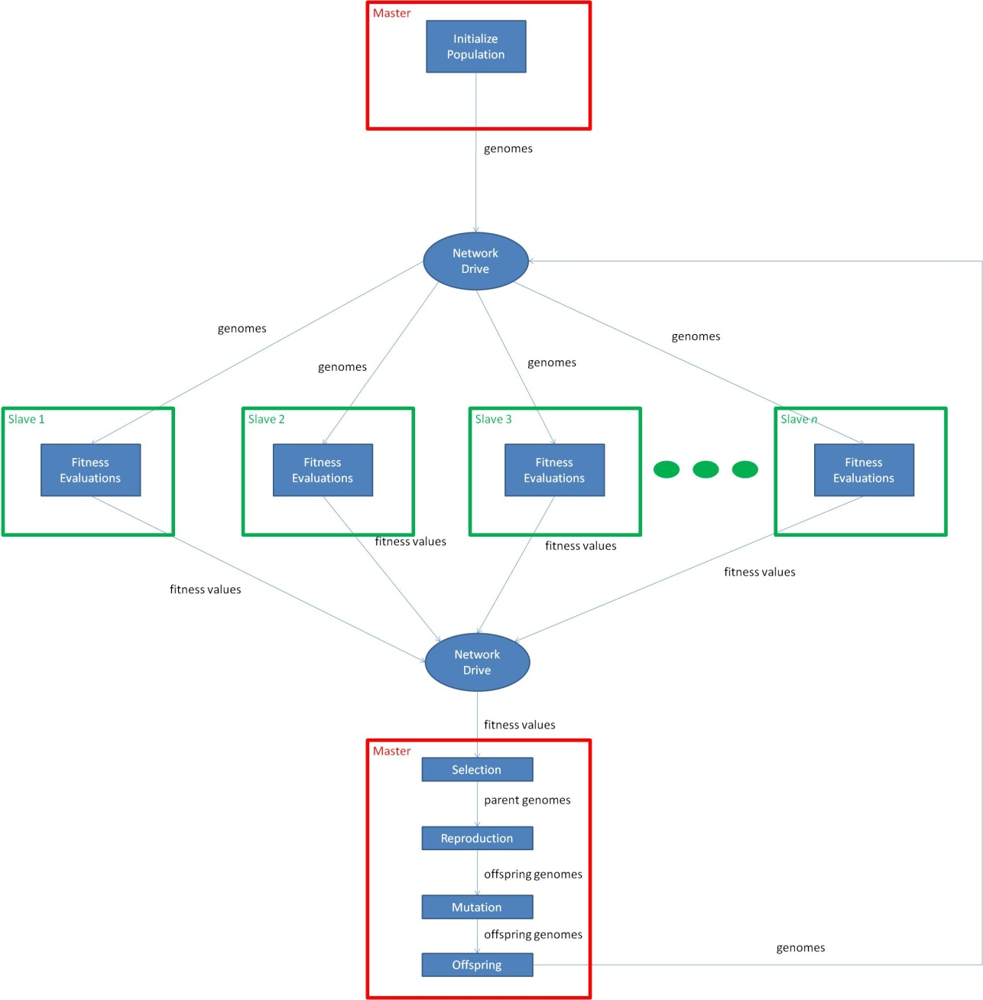 Master
Initialize
Population
genomes
Network
Drive
genomes
genomes
genomes
genomes
Slave 1
Fitness
Evaluations
Slave 2
Fitness
Evaluations
Slave 3
Fitness
Evaluations
Slave n
Fitness
Evaluations
fitness values
fitness values
fitness values
fitness values
Network
Drive
fitness values
Master
Selection
parent genomes
Reproduction
offspring genomes
Mutation
offspring genomes
Offspring
genomes